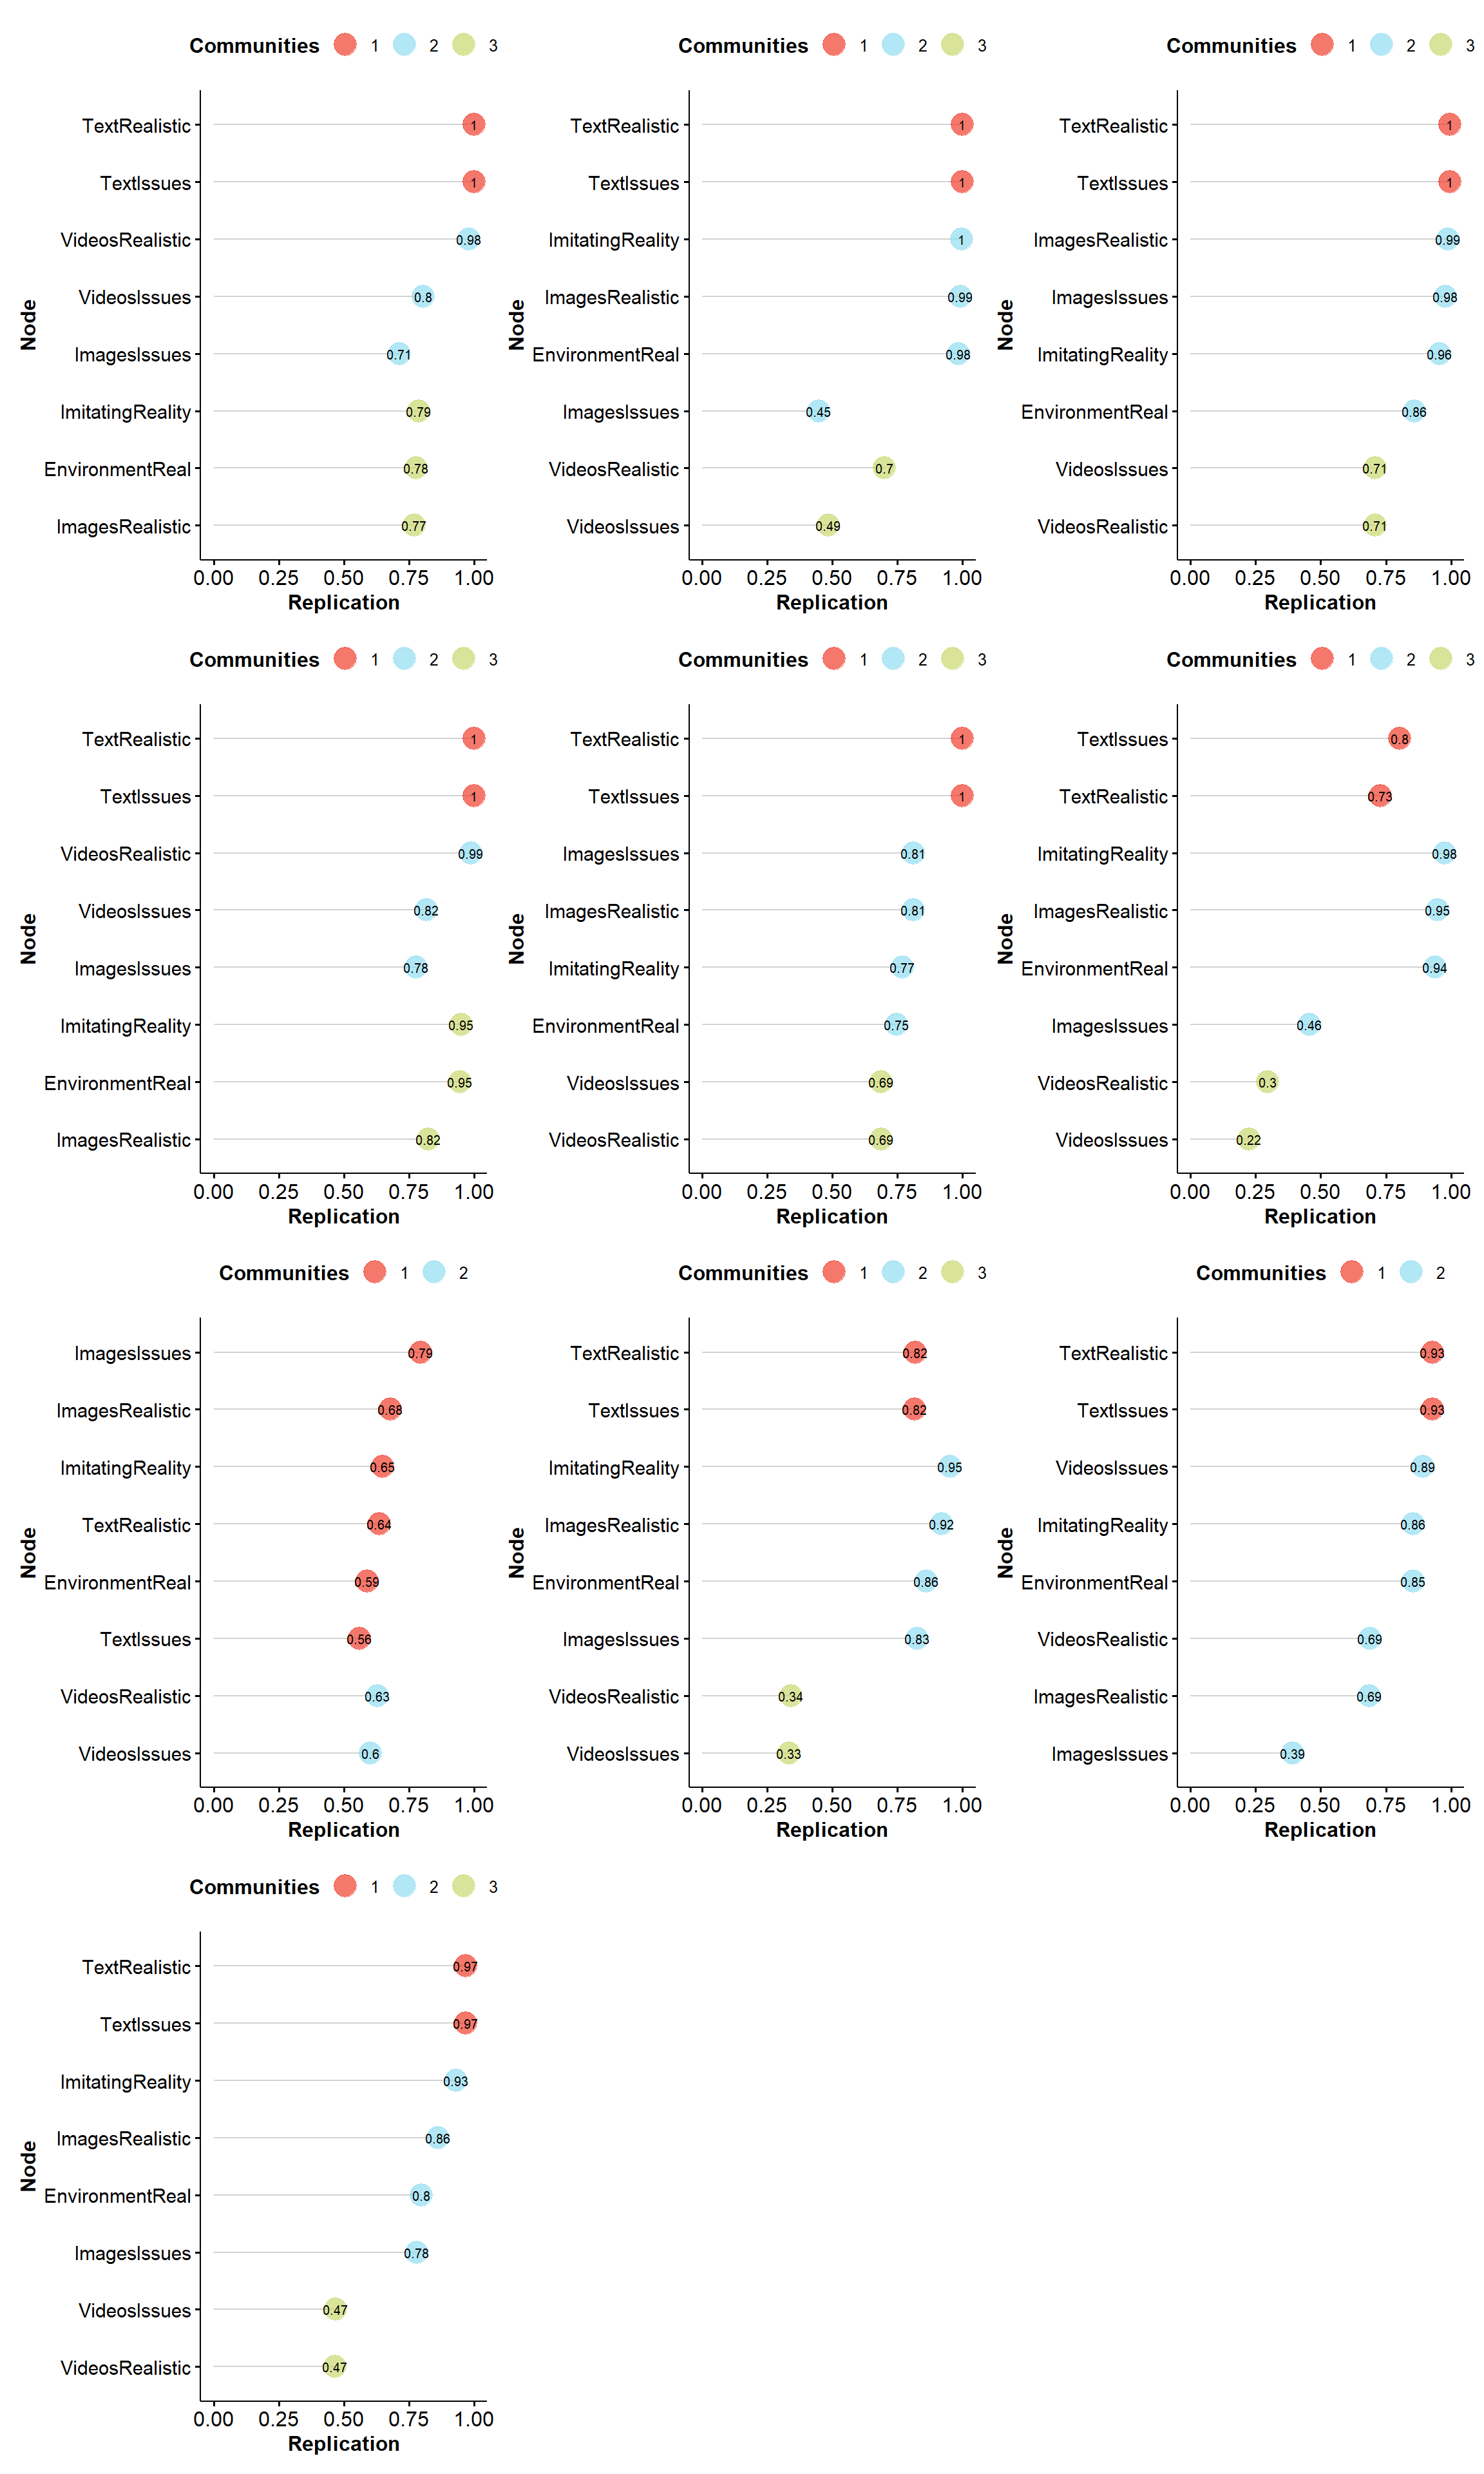 Communities 1 2 3
TextRealistic 1
TextIssues 1
VideosRealistic 0.98
VideosIssues 0.8
ImagesIssues 0.71
ImitatingReality 0.79
EnvironmentReal 0.78
ImagesRealistic 0.77
Node
0.00 0.25 0.50 0.75 1.00
Replication
Communities 1 2 3
TextRealistic 1
TextIssues 1
ImitatingReality 1
ImagesRealistic 0.99
EnvironmentReal 0.98
ImagesIssues 0.45
VideosRealistic 0.7
VideosIssues 0.49
Node
0.00 0.25 0.50 0.75 1.00
Replication
Communities 1 2 3
TextRealistic 1
TextIssues 1
ImagesRealistic 0.99
ImagesIssues 0.98
ImitatingReality 0.96
EnvironmentReal 0.86
VideosIssues 0.71
VideosRealistic 0.71
Node
0.00 0.25 0.50 0.75 1.00
Replication
Communities 1 2 3
TextRealistic 1
TextIssues 1
VideosRealistic 0.99
VideosIssues 0.82
ImagesIssues 0.78
ImitatingReality 0.95
EnvironmentReal 0.95
ImagesRealistic 0.82
Node
0.00 0.25 0.50 0.75 1.00
Replication
Communities 1 2 3
TextRealistic 1
TextIssues 1
ImagesIssues 0.81
ImagesRealistic 0.81
ImitatingReality 0.77
EnvironmentReal 0.75
VideosIssues 0.69
VideosRealistic 0.69
Node
0.00 0.25 0.50 0.75 1.00
Replication
Communities 1 2 3
TextIssues 0.8
TextRealistic 0.73
ImitatingReality 0.98
ImagesRealistic 0.95
EnvironmentReal 0.94
ImagesIssues 0.46
VideosRealistic 0.3
VideosIssues 0.22
Node
0.00 0.25 0.50 0.75 1.00
Replication
Communities 1 2
ImagesIssues 0.79
ImagesRealistic 0.68
ImitatingReality 0.65
TextRealistic 0.64
EnvironmentReal 0.59
TextIssues 0.56
VideosRealistic 0.63
VideosIssues 0.6
Node
0.00 0.25 0.50 0.75 1.00
Replication
Communities 1 2 3
TextRealistic 0.82
TextIssues 0.82
ImitatingReality 0.95
ImagesRealistic 0.92
EnvironmentReal 0.86
ImagesIssues 0.83
VideosRealistic 0.34
VideosIssues 0.33
Node
0.00 0.25 0.50 0.75 1.00
Replication
Communities 1 2
TextRealistic 0.93
TextIssues 0.93
VideosIssues 0.89
ImitatingReality 0.86
EnvironmentReal 0.85
VideosRealistic 0.69
ImagesRealistic 0.69
ImagesIssues 0.39
Node
0.00 0.25 0.50 0.75 1.00
Replication
Communities 1 2 3
TextRealistic 0.97
TextIssues 0.97
ImitatingReality 0.93
ImagesRealistic 0.86
EnvironmentReal 0.8
ImagesIssues 0.78
VideosIssues 0.47
VideosRealistic 0.47
Node
0.00 0.25 0.50 0.75 1.00
Replication